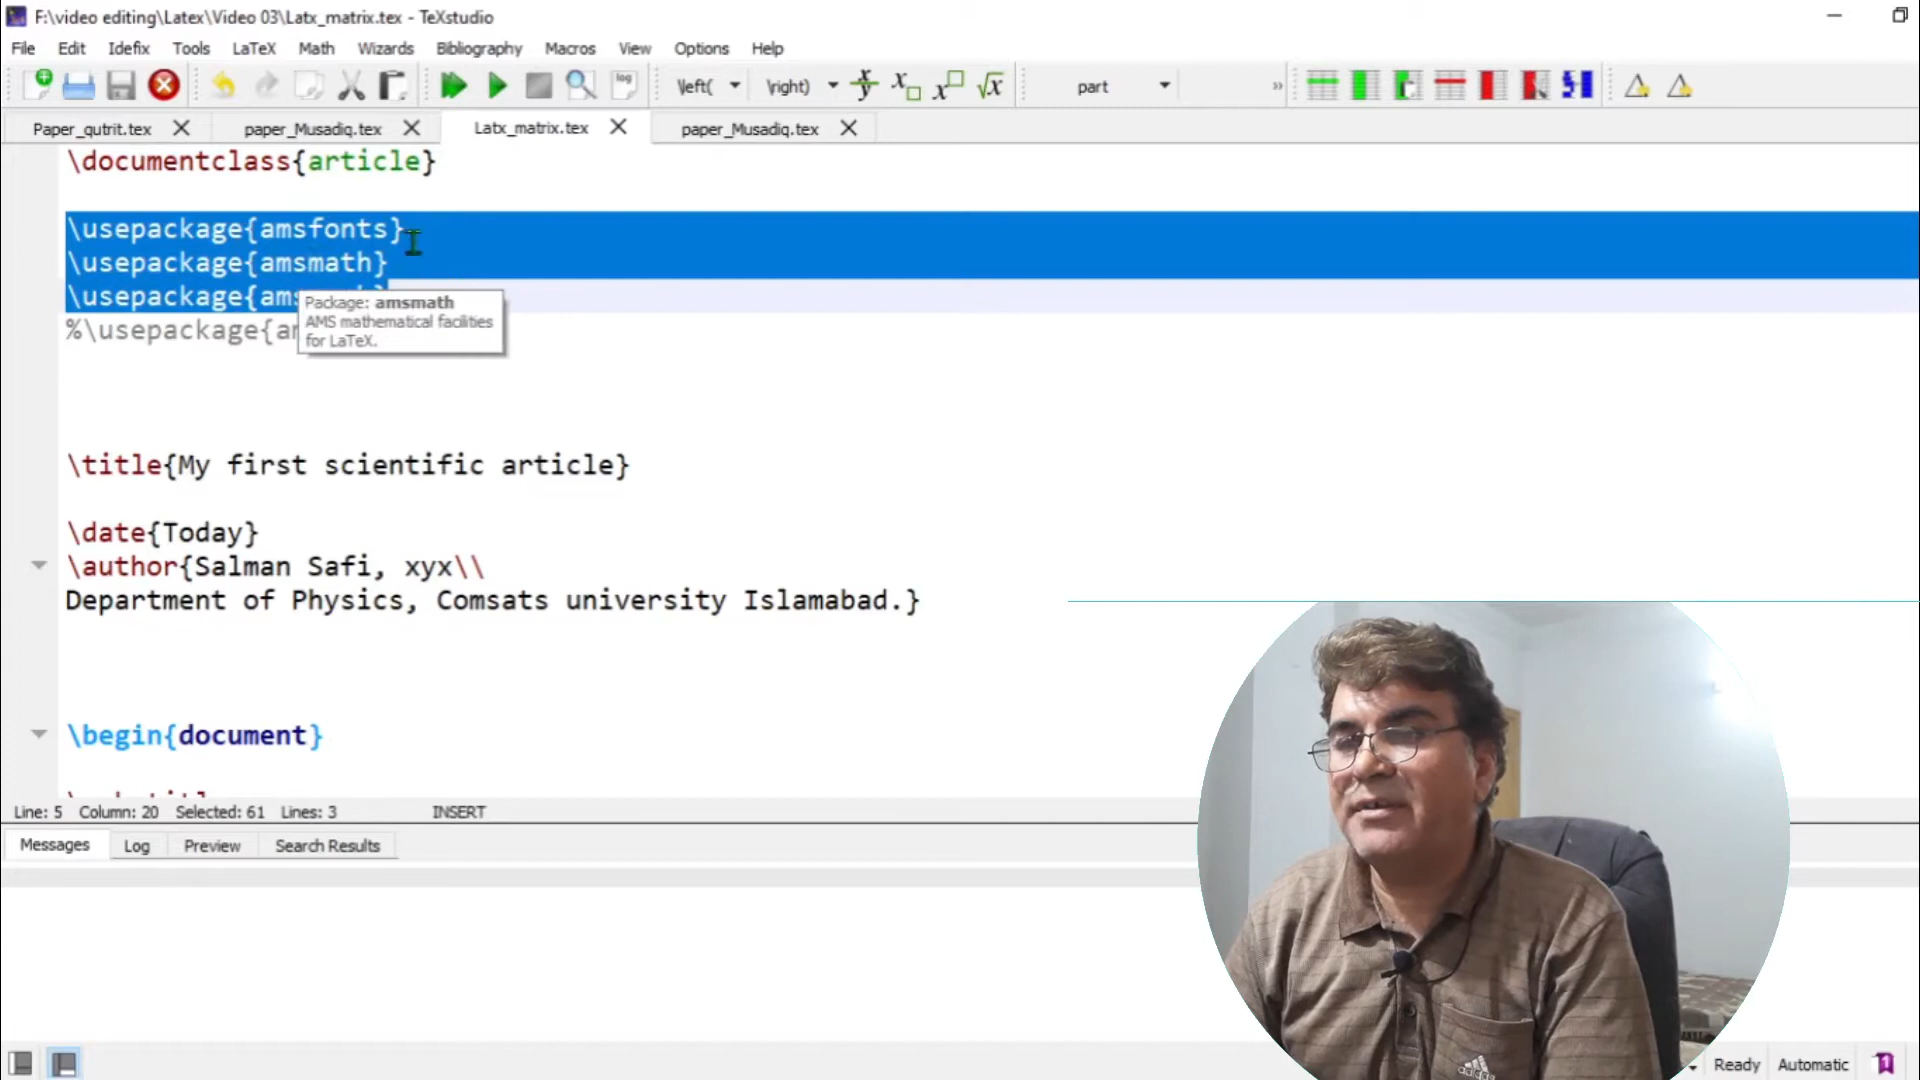 F:\video editing\Latex\Video 03\Latx_matrix.tex - TeXstudio
File Edit Idefix Tools LaTeX Math Wizards Bibliography Macros View Options Help
log \left( \right) part »
Paper_qutrit.tex paper_Musadiq.tex Latx_matrix.tex paper_Musadiq.tex
\documentclass{article}
\usepackage{amsfonts}
\usepackage{amsmath}
\usepackage{ams
%\usepackage{
Package: amsmath
AMS mathematical facilities
for LaTeX.
\title{My first scientific article}
\date{Today}
\author{Salman Safi, xyx\\
Department of Physics, Comsats university Islamabad.}
\begin{document}
Line: 5 Column: 20 Selected: 61 Lines: 3 INSERT
Messages Log Preview Search Results
adidas
Ready Automatic 1